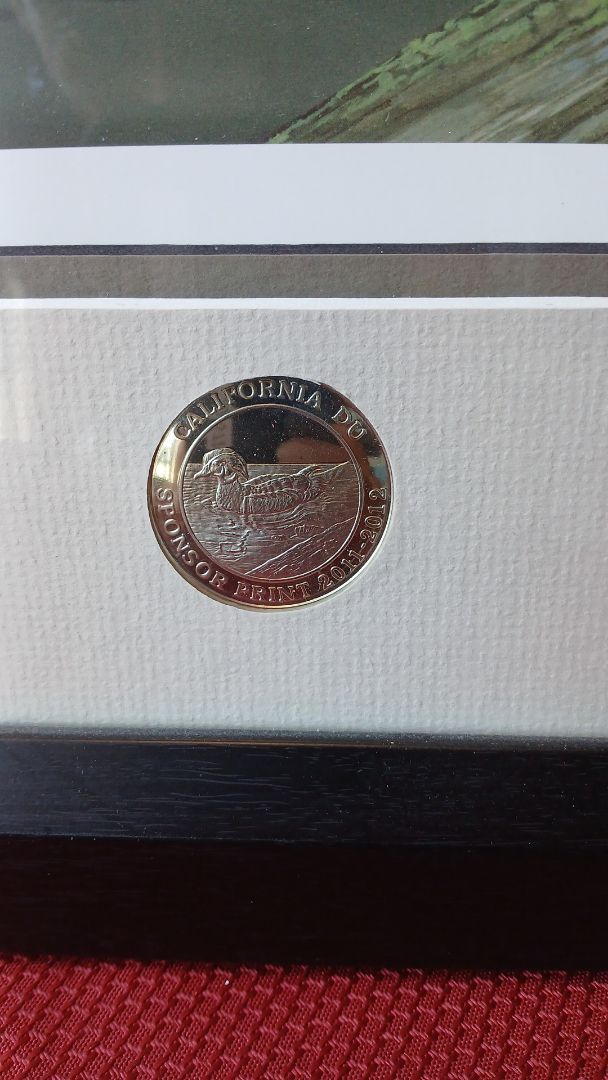 CALIFORNIA DU
SPONSOR PRINT 2011-2012